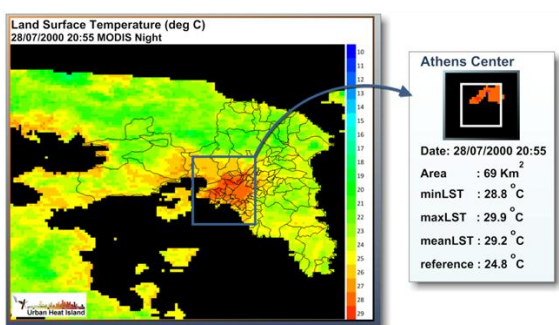 Land Surface Temperature (deg C)
28/07/2000 20:55 MODIS Night
10
11
12
13
14
15
16
17
18
19
20
21
22
23
24
25
26
27
28
29
Urban Heat Island
Athens Center
Date: 28/07/2000 20:55
Area : 69 Km2
minLST : 28.8 °C
maxLST : 29.9 °C
meanLST : 29.2 °C
reference : 24.8 °C